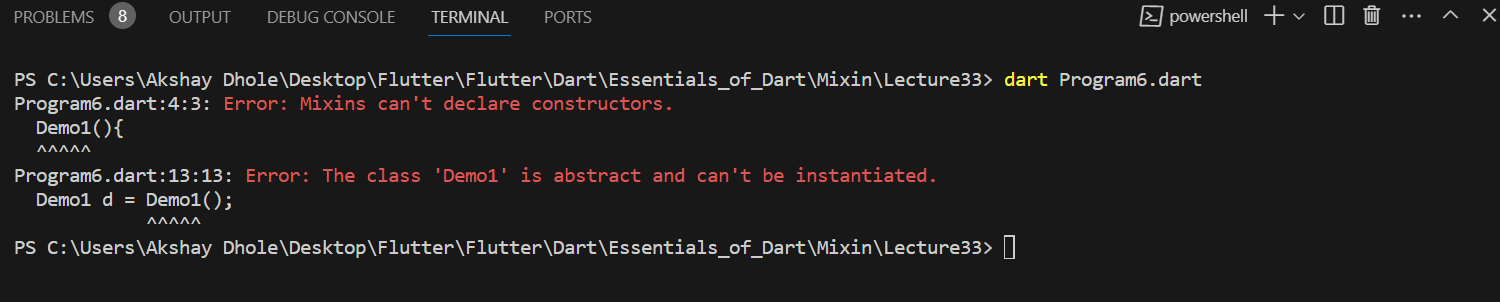 PROBLEMS 8 OUTPUT DEBUG CONSOLE TERMINAL PORTS powershell
PS C:\Users\Akshay Dhole\Desktop\Flutter\Flutter\Dart\Essentials_of_Dart\Mixin\Lecture33> dart Program6.dart
Program6.dart:4:3: Error: Mixins can't declare constructors.
  Demo1(){
  ^^^^^
Program6.dart:13:13: Error: The class 'Demo1' is abstract and can't be instantiated.
  Demo1 d = Demo1();
            ^^^^^
PS C:\Users\Akshay Dhole\Desktop\Flutter\Flutter\Dart\Essentials_of_Dart\Mixin\Lecture33>